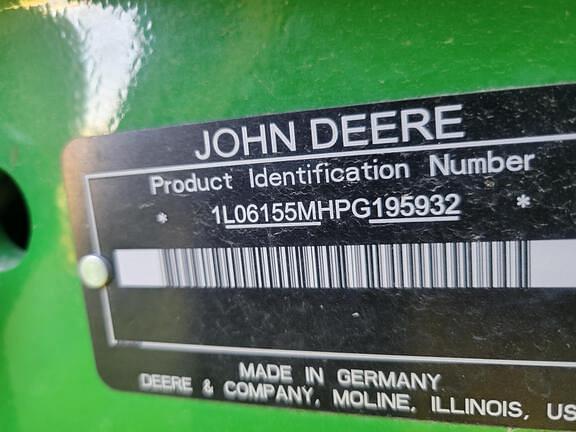 JOHN DEERE
Product Identification Number
* 1L06155MHPG195932 *
MADE IN GERMANY
DEERE & COMPANY, MOLINE, ILLINOIS, US